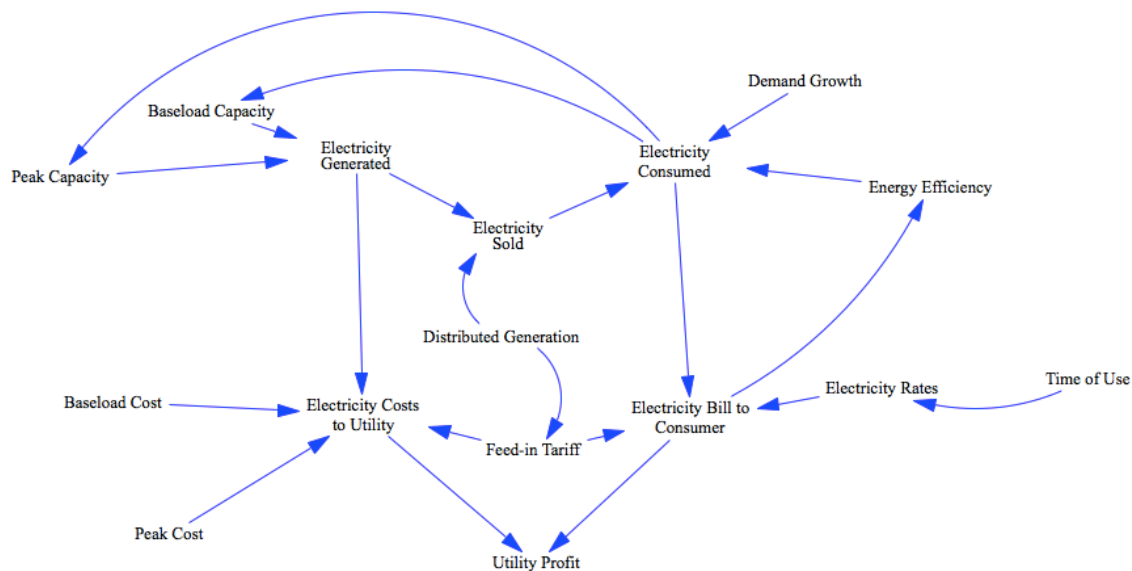 Demand Growth
Baseload Capacity
Electricity
Generated
Electricity
Consumed
Peak Capacity
Energy Efficiency
Electricity
Sold
Distributed Generation
Time of Use
Electricity Rates
Baseload Cost
Electricity Costs
to Utility
Electricity Bill to
Consumer
Feed-in Tariff
Peak Cost
Utility Profit